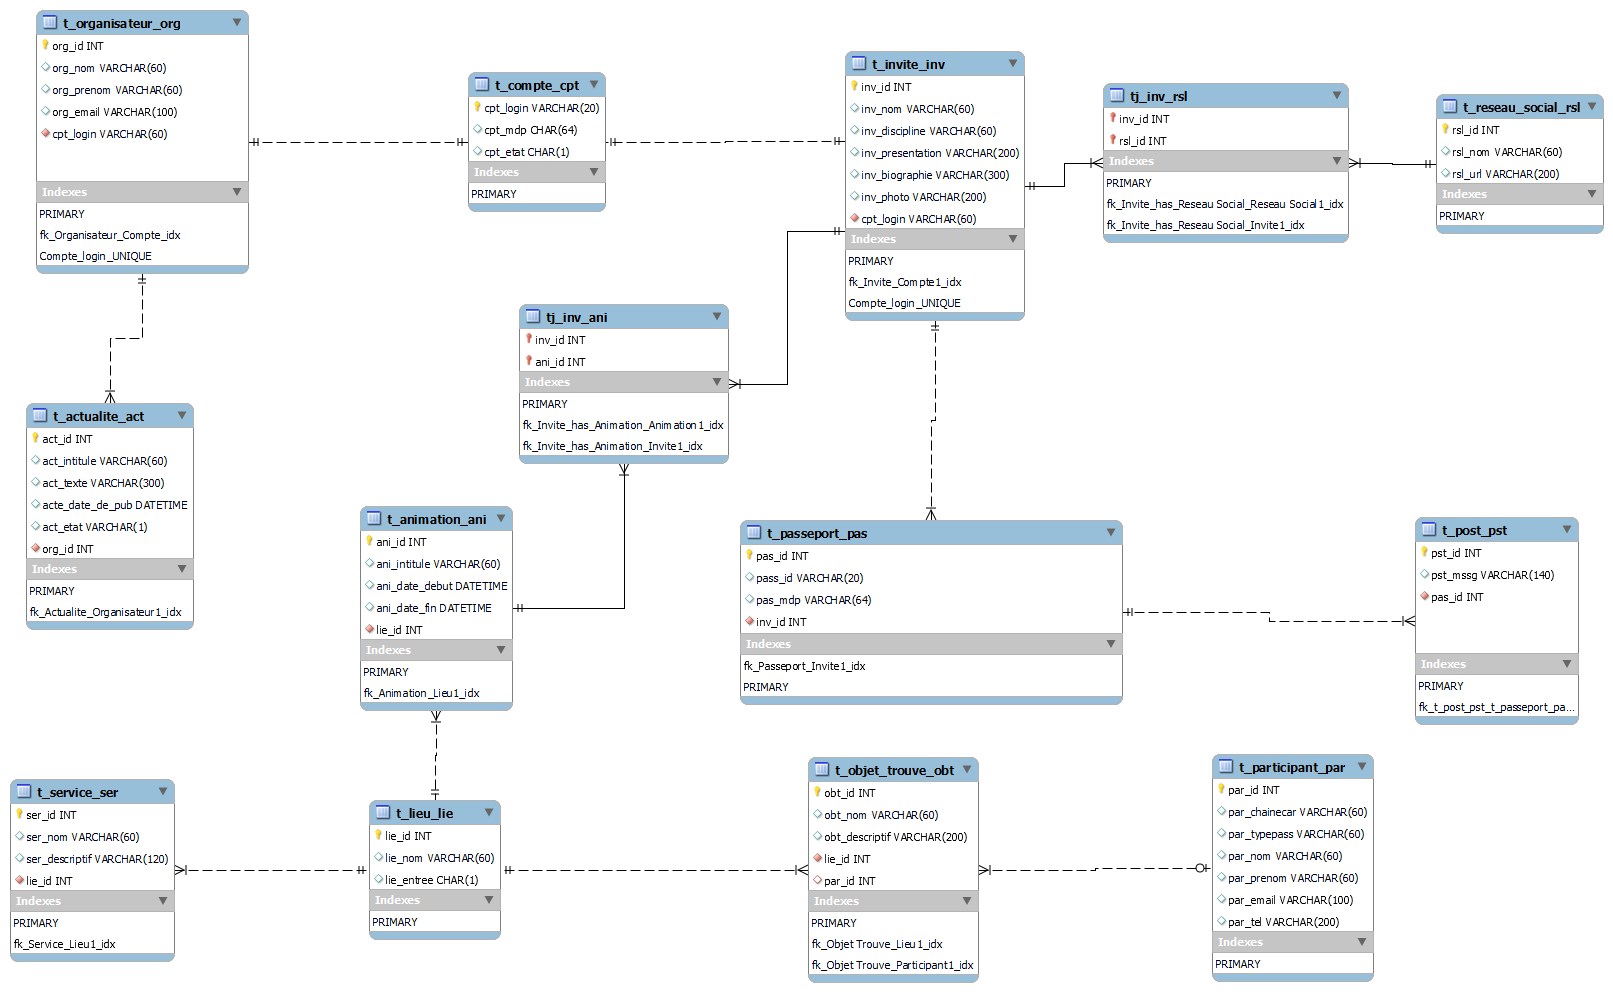 t_organisateur_org
org_id INT
org_nom VARCHAR(60)
org_prenom VARCHAR(60)
org_email VARCHAR(100)
cpt_login VARCHAR(60)
Indexes
PRIMARY
fk_Organisateur_Compte_idx
Compte_login_UNIQUE
t_compte_cpt
cpt_login VARCHAR(20)
cpt_mdp CHAR(64)
cpt_etat CHAR(1)
Indexes
PRIMARY
t_invite_inv
inv_id INT
inv_nom VARCHAR(60)
inv_discipline VARCHAR(60)
inv_presentation VARCHAR(200)
inv_biographie VARCHAR(300)
inv_photo VARCHAR(200)
cpt_login VARCHAR(60)
Indexes
PRIMARY
fk_Invite_Compte1_idx
Compte_login_UNIQUE
tj_inv_rsl
inv_id INT
rsl_id INT
Indexes
PRIMARY
fk_Invite_has_Reseau Social_Reseau Social1_idx
fk_Invite_has_Reseau Social_Invite1_idx
t_reseau_social_rsl
rsl_id INT
rsl_nom VARCHAR(60)
rsl_url VARCHAR(200)
Indexes
PRIMARY
tj_inv_ani
inv_id INT
ani_id INT
Indexes
PRIMARY
fk_Invite_has_Animation_Animation1_idx
fk_Invite_has_Animation_Invite1_idx
t_actualite_act
act_id INT
act_intitule VARCHAR(60)
act_texte VARCHAR(300)
acte_date_de_pub DATETIME
act_etat VARCHAR(1)
org_id INT
Indexes
PRIMARY
fk_Actualite_Organisateur1_idx
t_animation_ani
ani_id INT
ani_intitule VARCHAR(60)
ani_date_debut DATETIME
ani_date_fin DATETIME
lie_id INT
Indexes
PRIMARY
fk_Animation_Lieu1_idx
t_passeport_pas
pas_id INT
pass_id VARCHAR(20)
pas_mdp VARCHAR(64)
inv_id INT
Indexes
fk_Passeport_Invite1_idx
PRIMARY
t_post_pst
pst_id INT
pst_mssg VARCHAR(140)
pas_id INT
Indexes
PRIMARY
fk_t_post_pst_t_passeport_pa...
t_service_ser
ser_id INT
ser_nom VARCHAR(60)
ser_descriptif VARCHAR(120)
lie_id INT
Indexes
PRIMARY
fk_Service_Lieu1_idx
t_lieu_lie
lie_id INT
lie_nom VARCHAR(60)
lie_entree CHAR(1)
Indexes
PRIMARY
t_objet_trouve_obt
obt_id INT
obt_nom VARCHAR(60)
obt_descriptif VARCHAR(200)
lie_id INT
par_id INT
Indexes
PRIMARY
fk_Objet Trouve_Lieu1_idx
fk_Objet Trouve_Participant1_idx
t_participant_par
par_id INT
par_chainecar VARCHAR(60)
par_typepass VARCHAR(60)
par_nom VARCHAR(60)
par_prenom VARCHAR(60)
par_email VARCHAR(100)
par_tel VARCHAR(200)
Indexes
PRIMARY